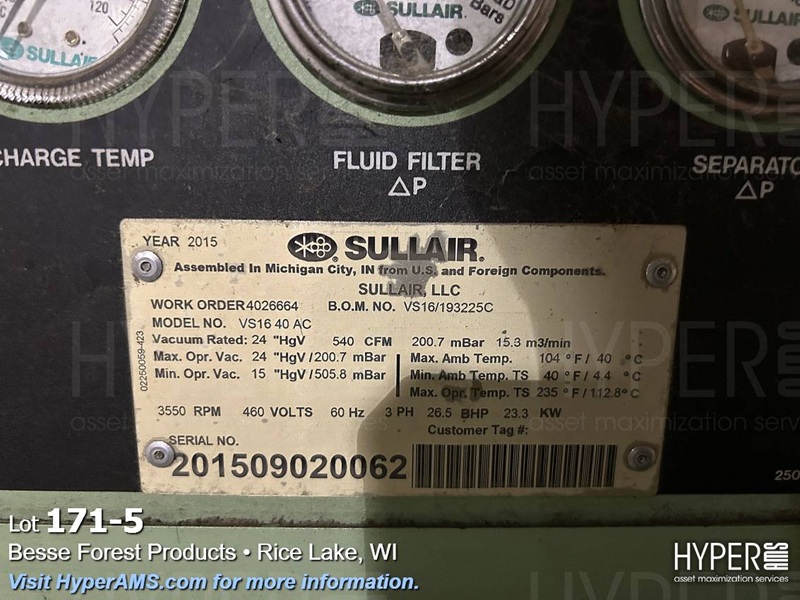 120
SULLAIR
SULLAIR
Bars
SULLAIR
CHARGE TEMP
FLUID FILTER
△P
SEPARATO
△P
YEAR 2015
SULLAIR®
Assembled In Michigan City, IN from U.S. and Foreign Components.
SULLAIR, LLC
WORK ORDER 4026664 B.O.M. NO. VS16/193225C
MODEL NO. VS16 40 AC
Vacuum Rated: 24 "HgV 540 CFM 200.7 mBar 15.3 m3/min
Max. Opr. Vac. 24 "HgV/200.7 mBar Max. Amb Temp. 104 °F/ 40 °C
Min. Opr. Vac. 15 "HgV/505.8 mBar Min. Amb Temp. TS 40 °F/ 4.4 °C
Max. Opr. Temp. TS 235 °F/112.8°C
3550 RPM 460 VOLTS 60 Hz 3 PH 26.5 BHP 23.3 KW
Customer Tag #:
SERIAL NO.
201509020062
02250059-423
250
Lot 171-5
Besse Forest Products • Rice Lake, WI
Visit HyperAMS.com for more information.
HYPER AMS
asset maximization services